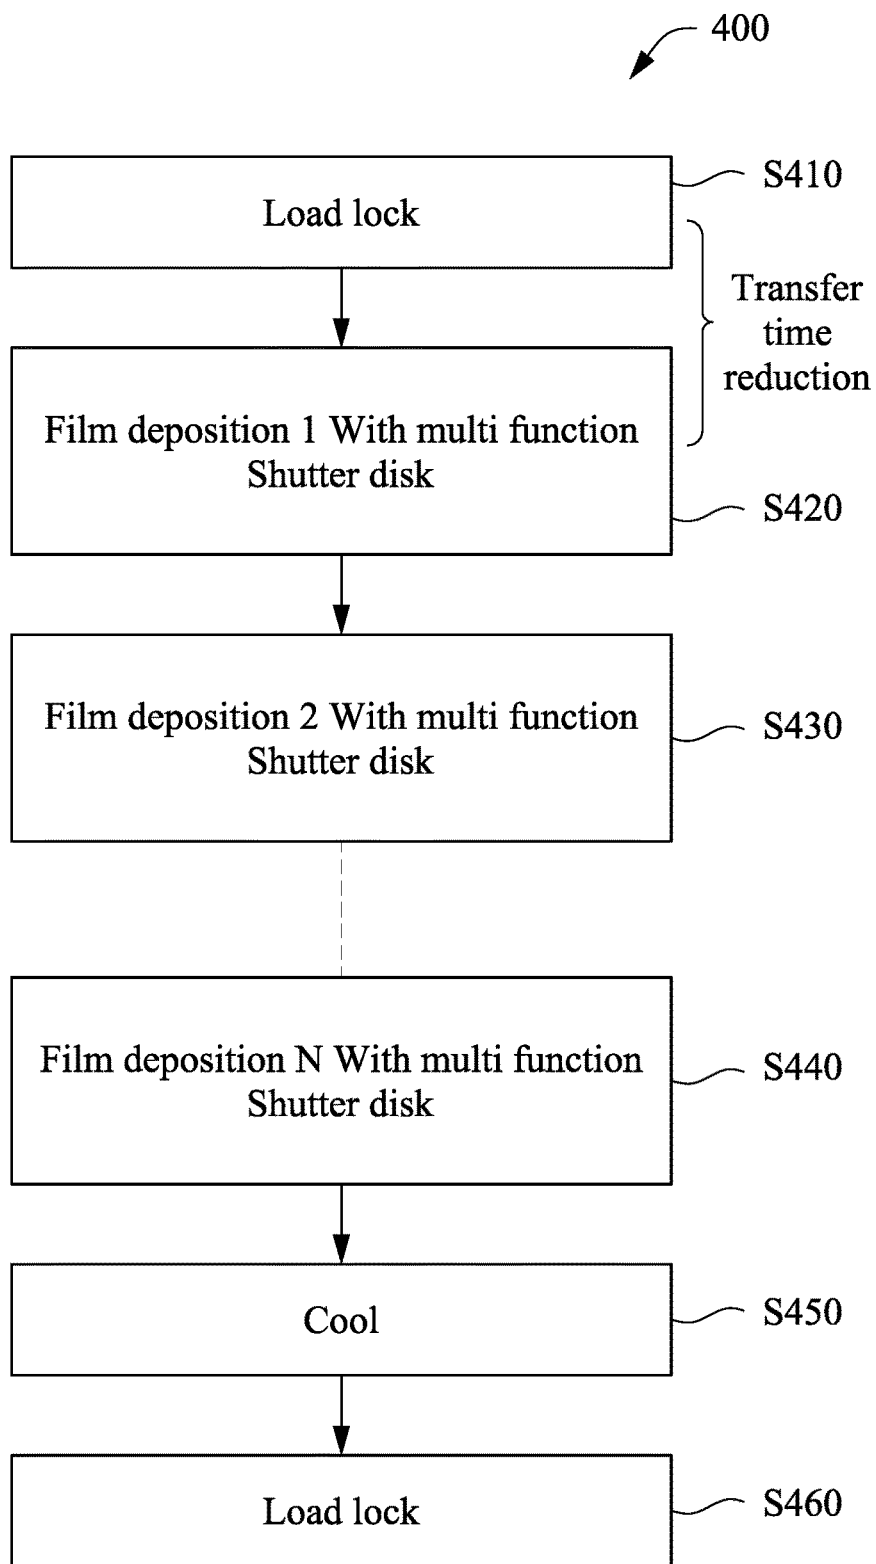 400
S410
Load lock
Transfer
time
reduction
Film deposition 1 With multi function
Shutter disk
S420
Film deposition 2 With multi function
Shutter disk
S430
Film deposition N With multi function
Shutter disk
S440
Cool
S450
Load lock
S460